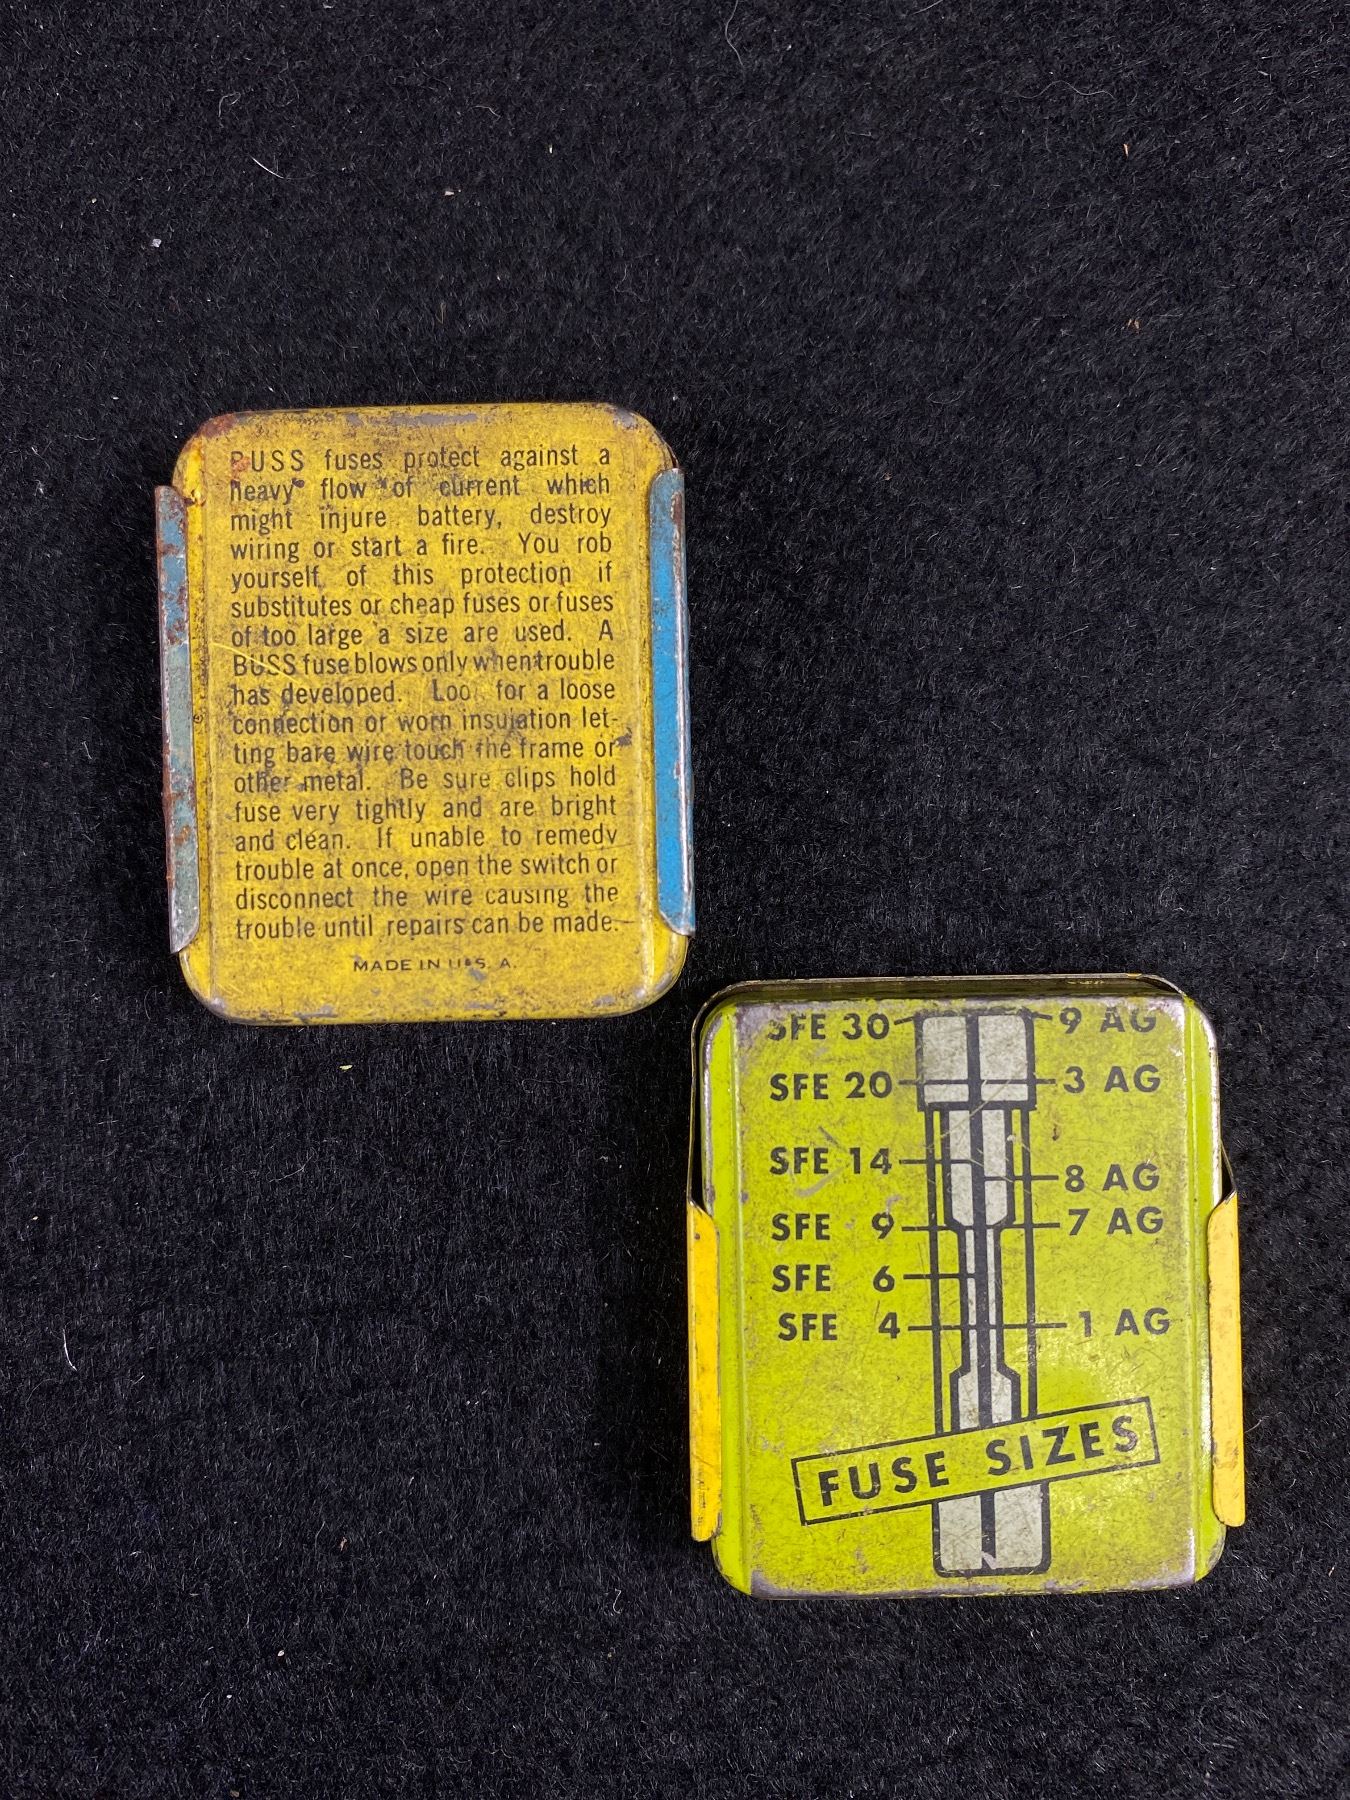 BUSS fuses protect against a
heavy flow of current which
might injure battery, destroy
wiring or start a fire. You rob
yourself of this protection if
substitutes or cheap fuses or fuses
of too large a size are used. A
BUSS fuse blows only when trouble
has developed. Look for a loose
connection or worn insulation let-
ting bare wire touch the frame or
other metal. Be sure clips hold
fuse very tightly and are bright
and clean. If unable to remedy
trouble at once, open the switch or
disconnect the wire causing the
trouble until repairs can be made.
MADE IN U.S.A.
SFE 30 9 AG
SFE 20 3 AG
SFE 14 8 AG
SFE 9 7 AG
SFE 6
SFE 4 1 AG
FUSE SIZES